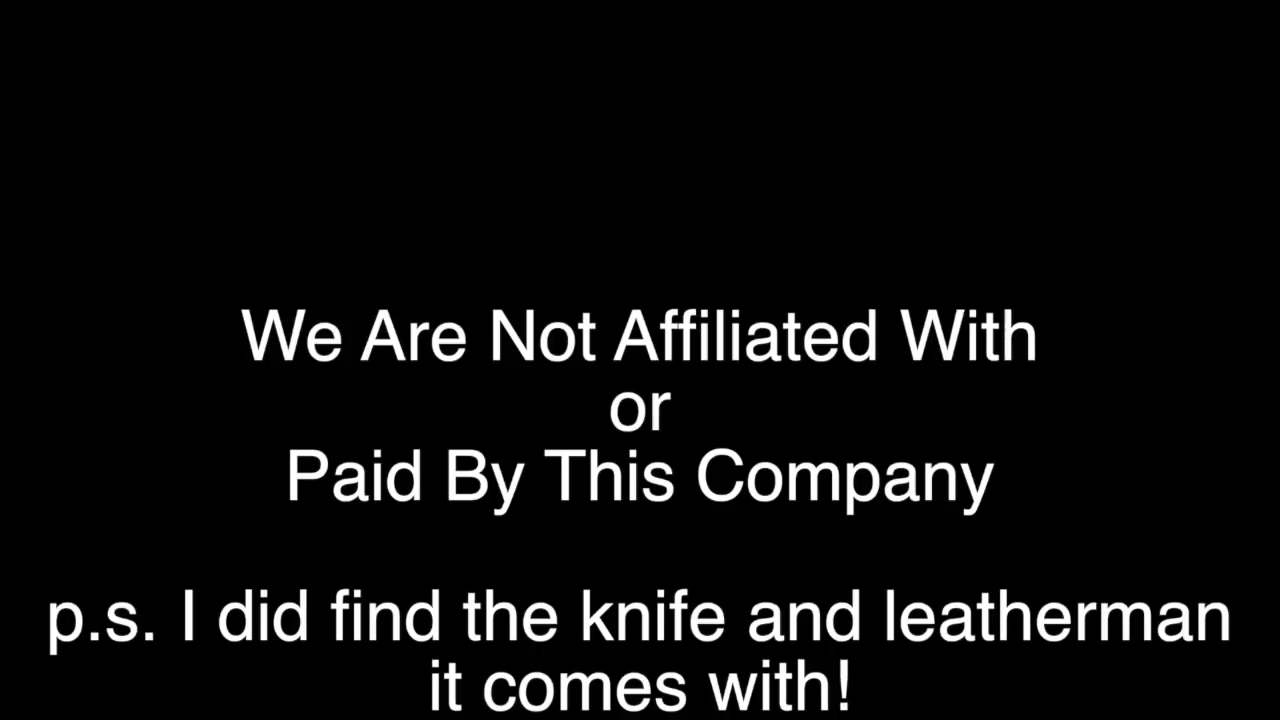 We Are Not Affiliated With
or
Paid By This Company
p.s. I did find the knife and leatherman
it comes with!